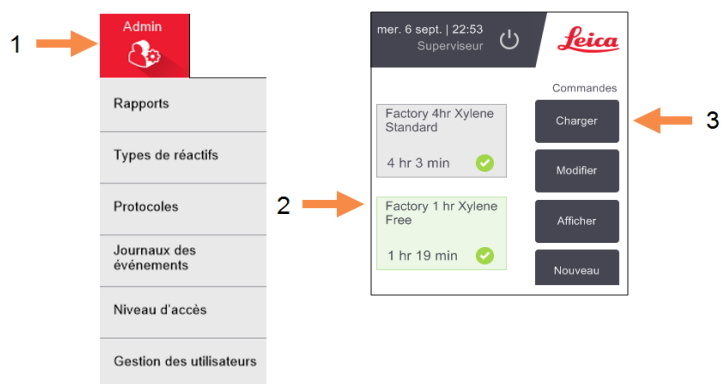 1
Admin
Rapports
Types de réactifs
Protocoles
Journaux des
événements
Niveau d'accès
Gestion des utilisateurs
mer. 6 sept. | 22:53
Superviseur
Leica
Commandes
Factory 4hr Xylene
Standard
4 hr 3 min
2
Factory 1 hr Xylene
Free
1 hr 19 min
Charger
3
Modifier
Afficher
Nouveau